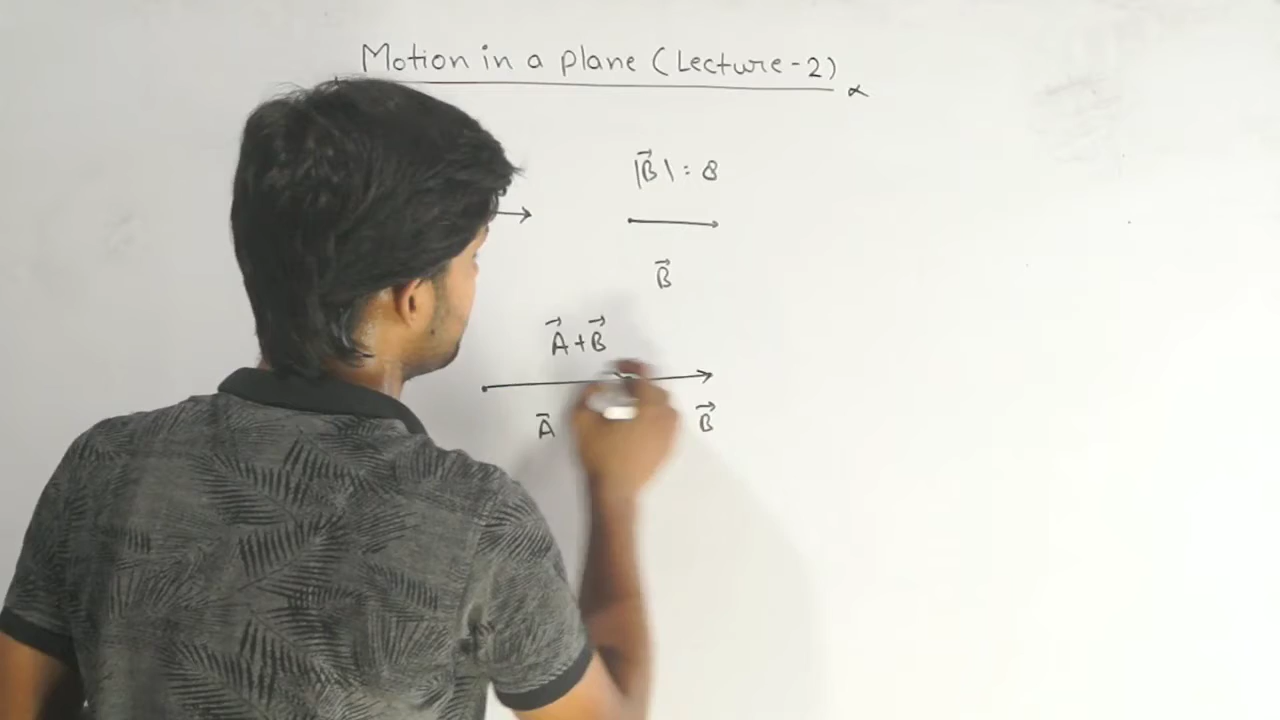 Motion in a plane (Lecture - 2)
|B⃗| : 8
B⃗
A⃗ + B⃗
A⃗ B⃗